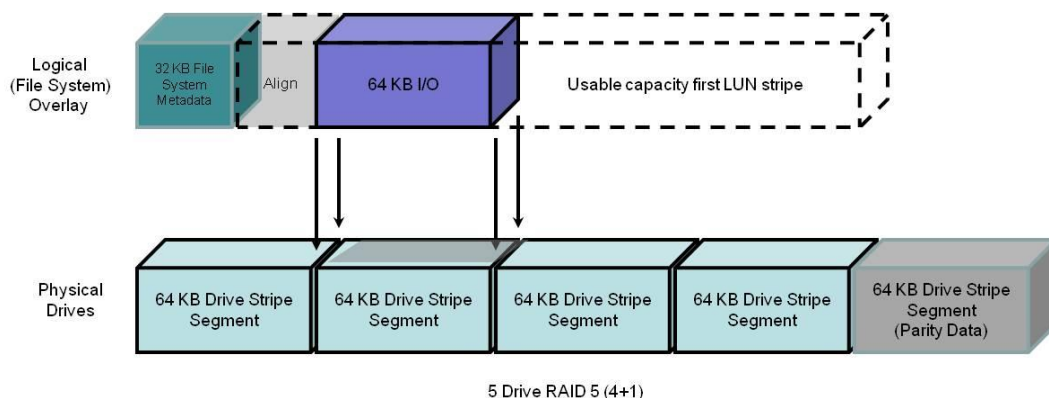 Logical
(File System)
Overlay
32 KB File
System
Metadata
Align
64 KB I/O
Usable capacity first LUN stripe
Physical
Drives
64 KB Drive Stripe
Segment
64 KB Drive Stripe
Segment
64 KB Drive Stripe
Segment
64 KB Drive Stripe
Segment
64 KB Drive Stripe
Segment
(Parity Data)
5 Drive RAID 5 (4+1)